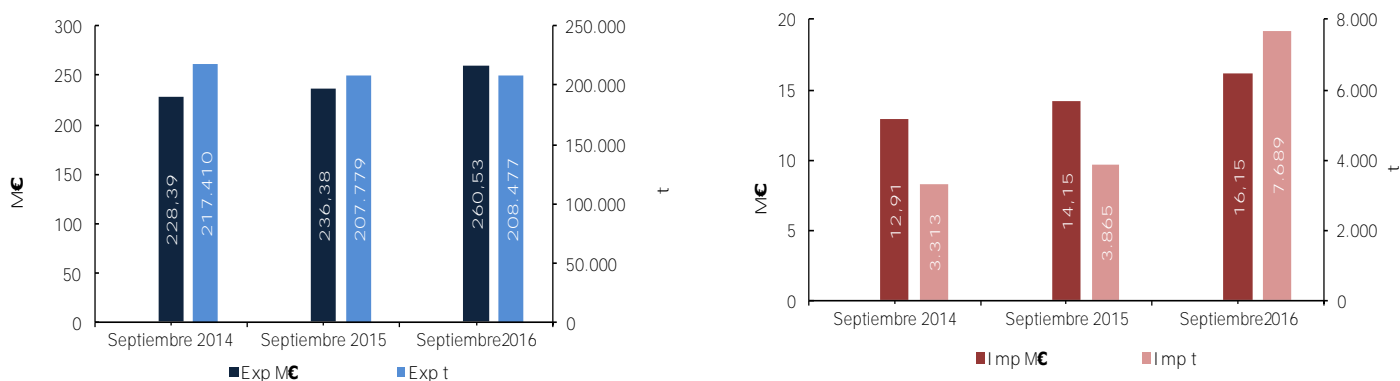 300
250
200
150
100
50
0
M€
250.000
200.000
150.000
100.000
50.000
0
t
228,39
217.410
236,38
207.779
260,53
208.477
Septiembre 2014
Septiembre 2015
Septiembre2016
Exp M€
Exp t
20
15
10
5
0
M€
8.000
6.000
4.000
2.000
0
t
12,91
3.313
14,15
3.865
16,15
7.689
Septiembre 2014
Septiembre 2015
Septiembre2016
Imp M€
Imp t